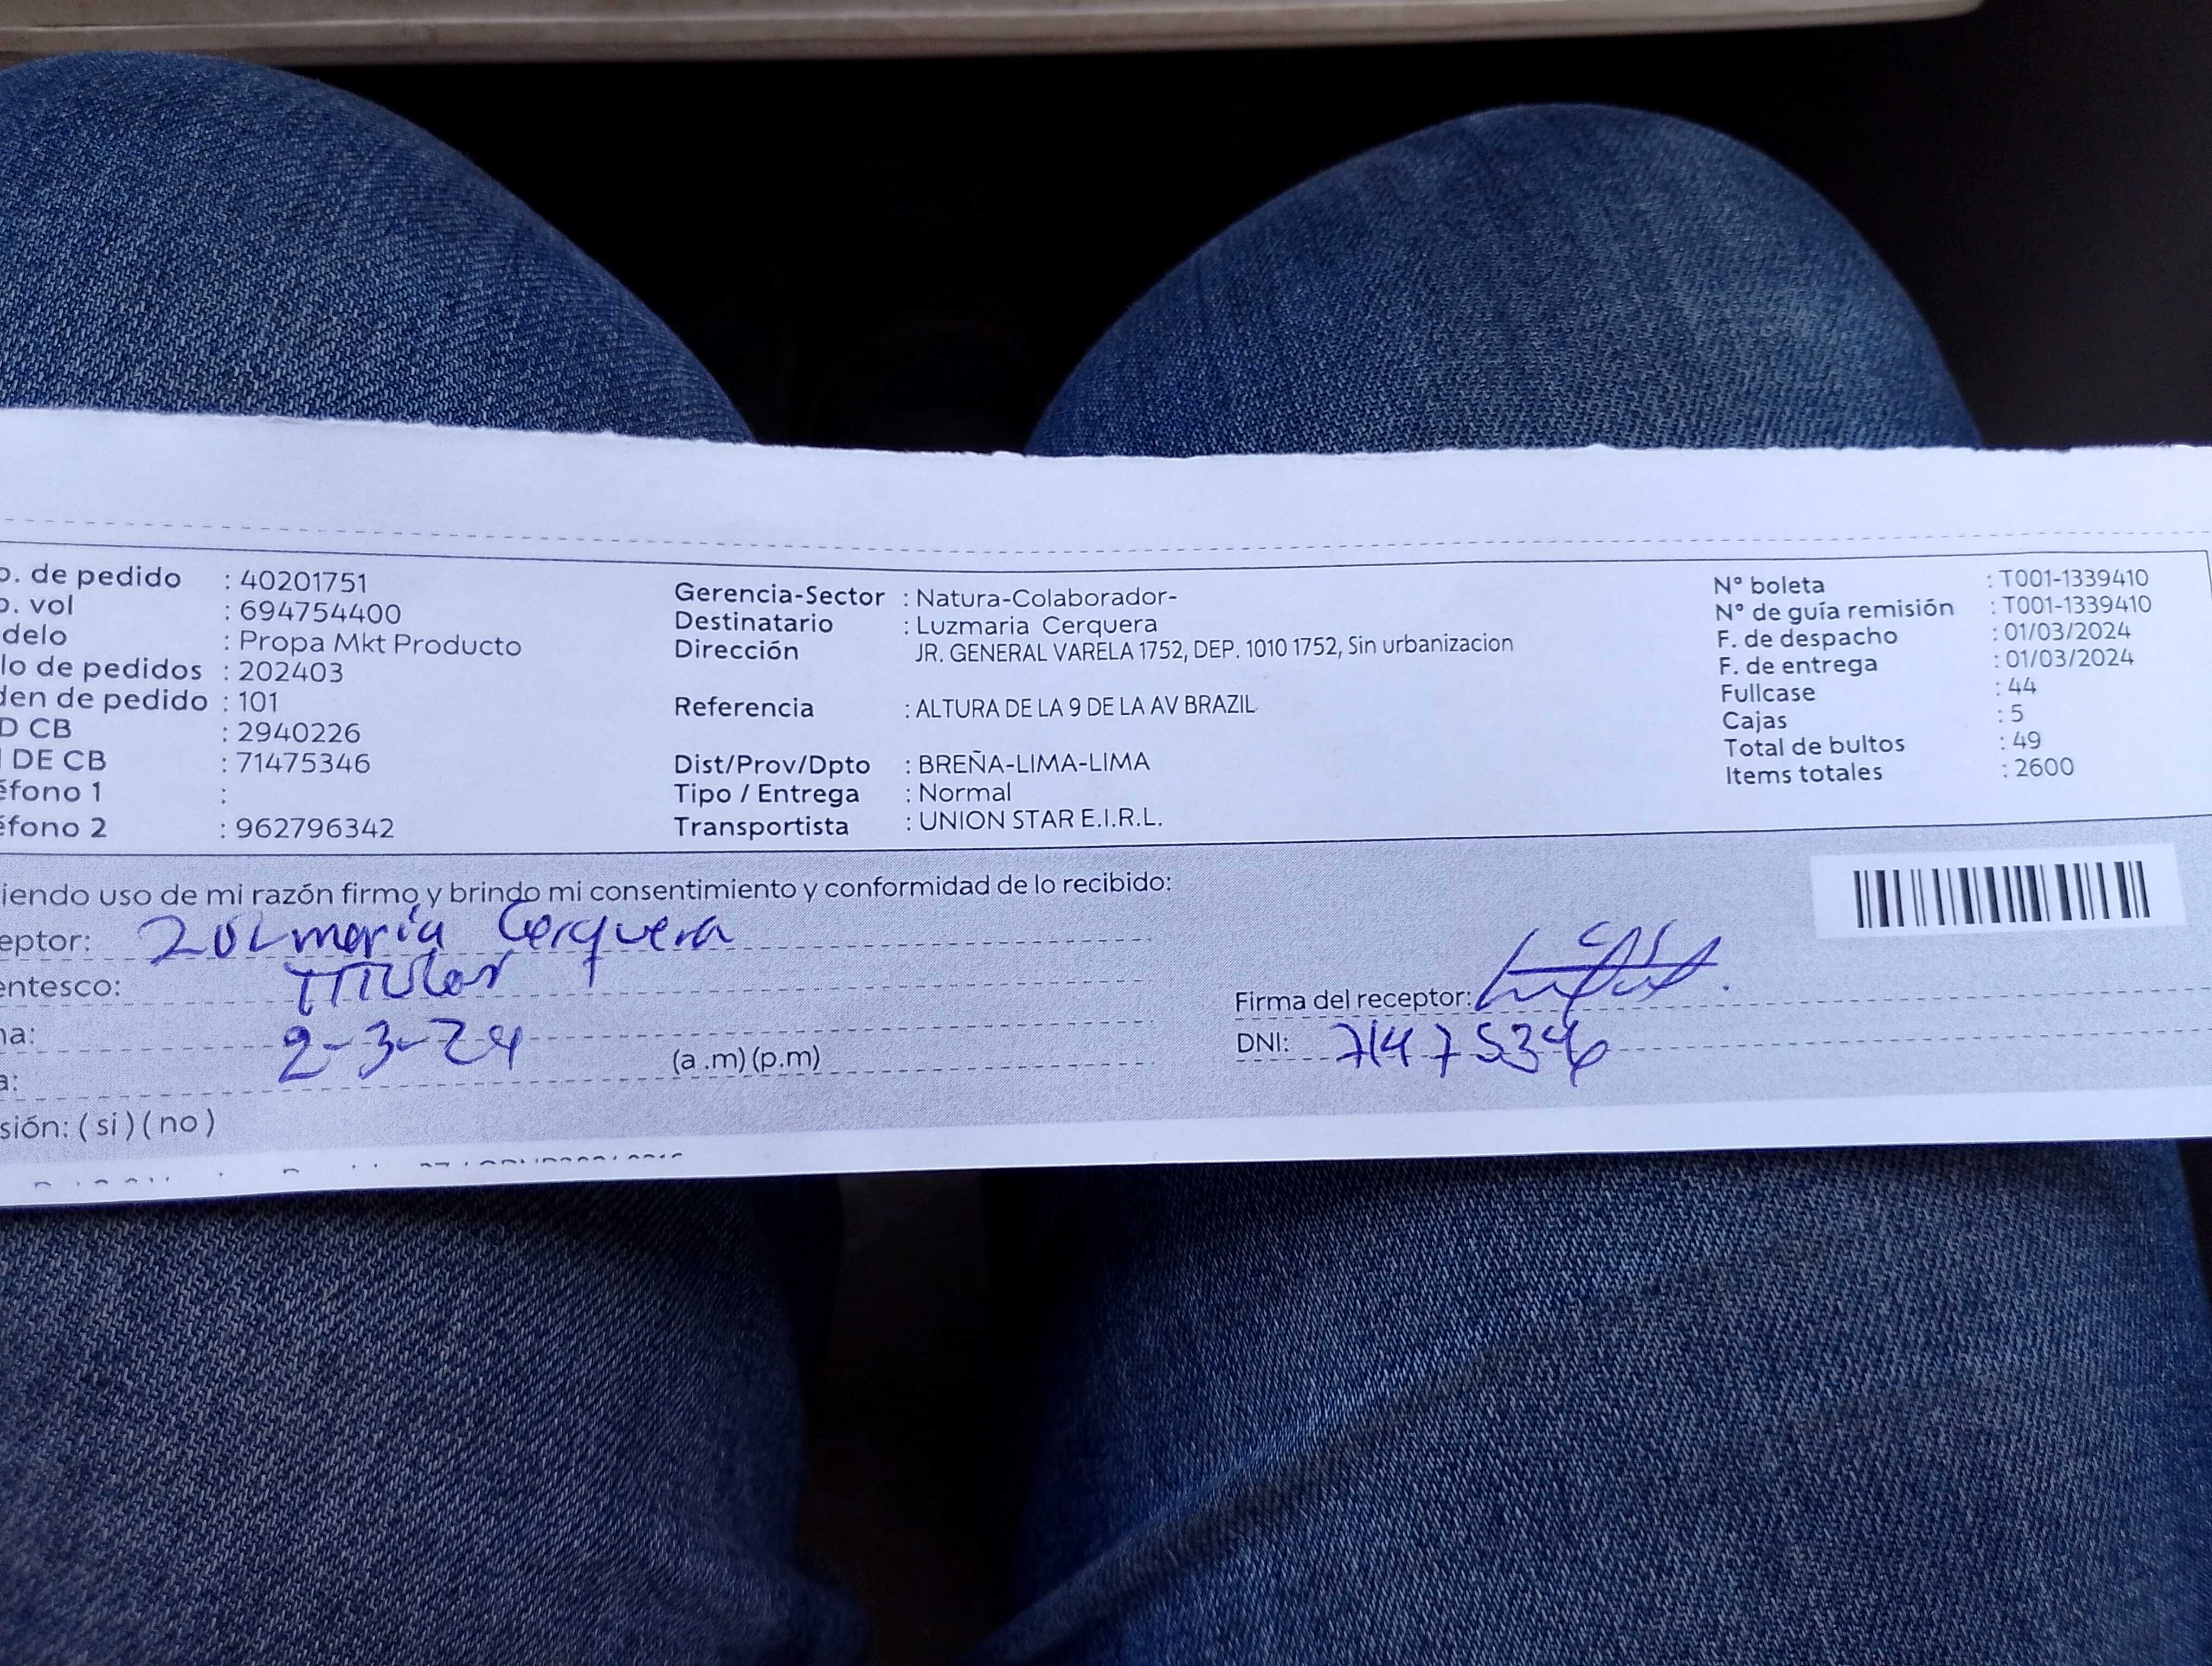 o. de pedido : 40201751
o. vol : 694754400
delo : Propa Mkt Producto
lo de pedidos : 202403
den de pedido : 101
D CB : 2940226
DE CB : 71475346
éfono 1 :
éfono 2 : 962796342
Gerencia-Sector : Natura-Colaborador-
Destinatario : Luzmaria Cerquera
Dirección JR. GENERAL VARELA 1752, DEP. 1010 1752, Sin urbanizacion
Referencia : ALTURA DE LA 9 DE LA AV BRAZIL
Dist/Prov/Dpto : BREÑA-LIMA-LIMA
Tipo / Entrega : Normal
Transportista : UNION STAR E.I.R.L.
N° boleta : T001-1339410
N° de guía remisión : T001-1339410
F. de despacho : 01/03/2024
F. de entrega : 01/03/2024
Fullcase : 44
Cajas : 5
Total de bultos : 49
Items totales : 2600
iendo uso de mi razón firmo y brindo mi consentimiento y conformidad de lo recibido:
eptor: Cerquera
entesco: Titular
na: 2-3-24
a: (a .m) (p.m)
sión: ( si ) ( no )
Firma del receptor:
DNI: 71475346